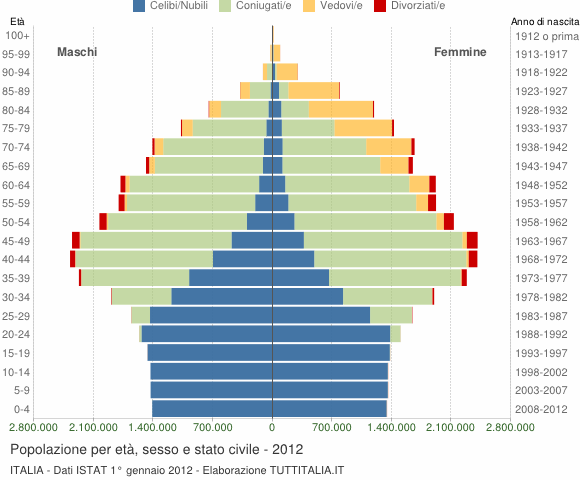 Celibi/Nubili Coniugati/e Vedovi/e Divorziati/e
Età Anno di nascita
Maschi Femmine
100+ 1912 o prima
95-99 1913-1917
90-94 1918-1922
85-89 1923-1927
80-84 1928-1932
75-79 1933-1937
70-74 1938-1942
65-69 1943-1947
60-64 1948-1952
55-59 1953-1957
50-54 1958-1962
45-49 1963-1967
40-44 1968-1972
35-39 1973-1977
30-34 1978-1982
25-29 1983-1987
20-24 1988-1992
15-19 1993-1997
10-14 1998-2002
5-9 2003-2007
0-4 2008-2012
2.800.000 2.100.000 1.400.000 700.000 0 700.000 1.400.000 2.100.000 2.800.000
Popolazione per età, sesso e stato civile - 2012
ITALIA - Dati ISTAT 1° gennaio 2012 - Elaborazione TUTTITALIA.IT